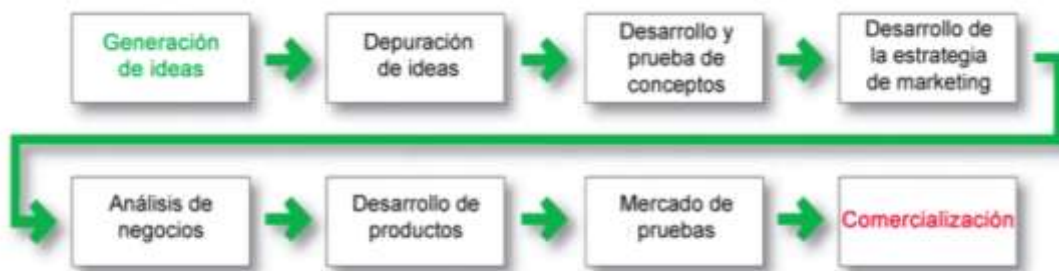 Generación
de ideas
Depuración
de ideas
Desarrollo y
prueba de
conceptos
Desarrollo de
la estrategia
de marketing
Análisis de
negocios
Desarrollo de
productos
Mercado de
pruebas
Comercialización